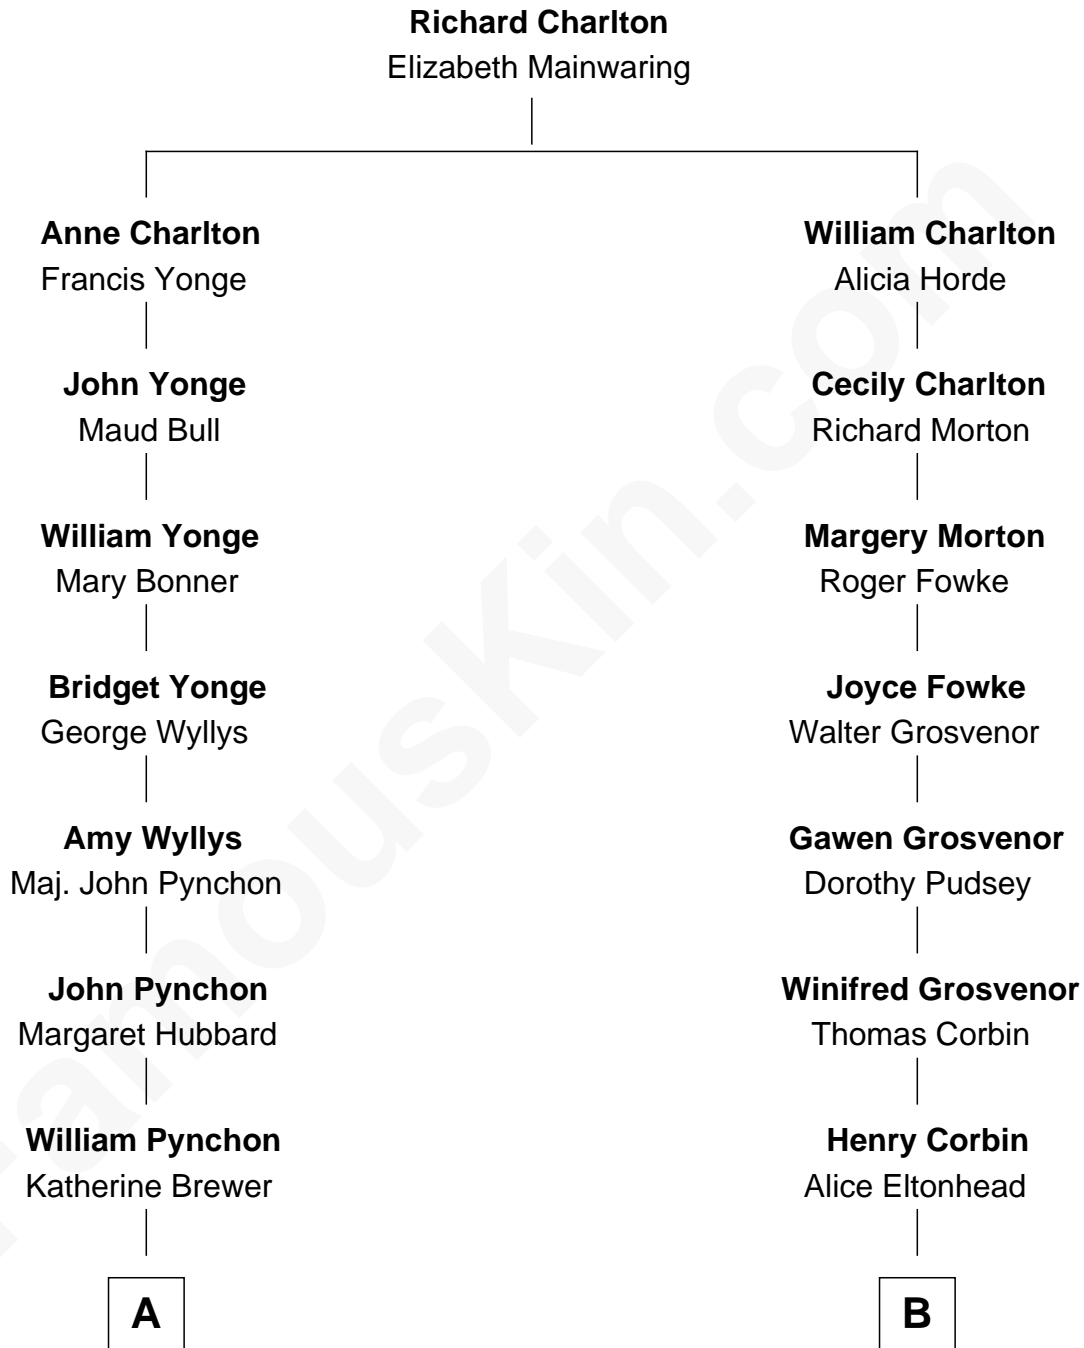 Richard Charlton
Elizabeth Mainwaring
Anne Charlton
Francis Yonge
William Charlton
Alicia Horde
John Yonge
Maud Bull
Cecily Charlton
Richard Morton
William Yonge
Mary Bonner
Margery Morton
Roger Fowke
Bridget Yonge
George Wyllys
Joyce Fowke
Walter Grosvenor
Amy Wyllys
Maj. John Pynchon
Gawen Grosvenor
Dorothy Pudsey
John Pynchon
Margaret Hubbard
Winifred Grosvenor
Thomas Corbin
William Pynchon
Katherine Brewer
Henry Corbin
Alice Eltonhead
A
B
FamousKin.com